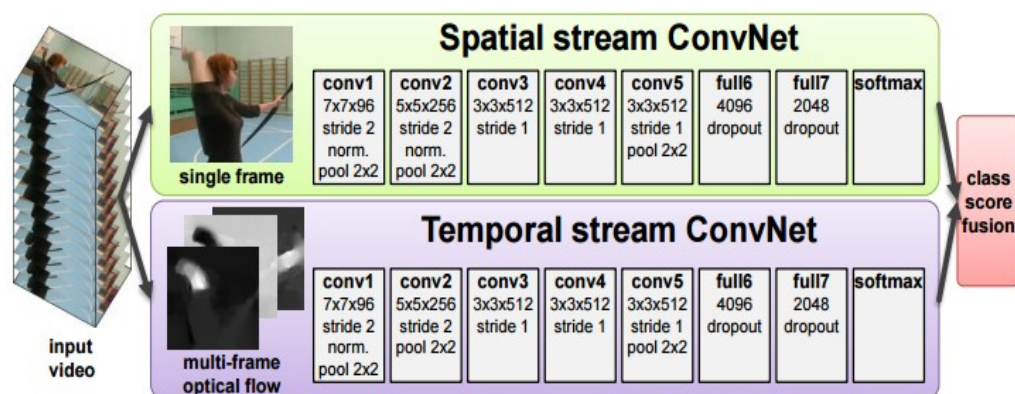 Spatial stream ConvNet
conv1
7x7x96
stride 2
norm.
pool 2x2
conv2
5x5x256
stride 2
norm.
pool 2x2
conv3
3x3x512
stride 1
conv4
3x3x512
stride 1
conv5
3x3x512
stride 1
pool 2x2
full6
4096
dropout
full7
2048
dropout
softmax
single frame
Temporal stream ConvNet
conv1
7x7x96
stride 2
norm.
pool 2x2
conv2
5x5x256
stride 2
pool 2x2
conv3
3x3x512
stride 1
conv4
3x3x512
stride 1
conv5
3x3x512
stride 1
pool 2x2
full6
4096
dropout
full7
2048
dropout
softmax
multi-frame
optical flow
input
video
class
score
fusion